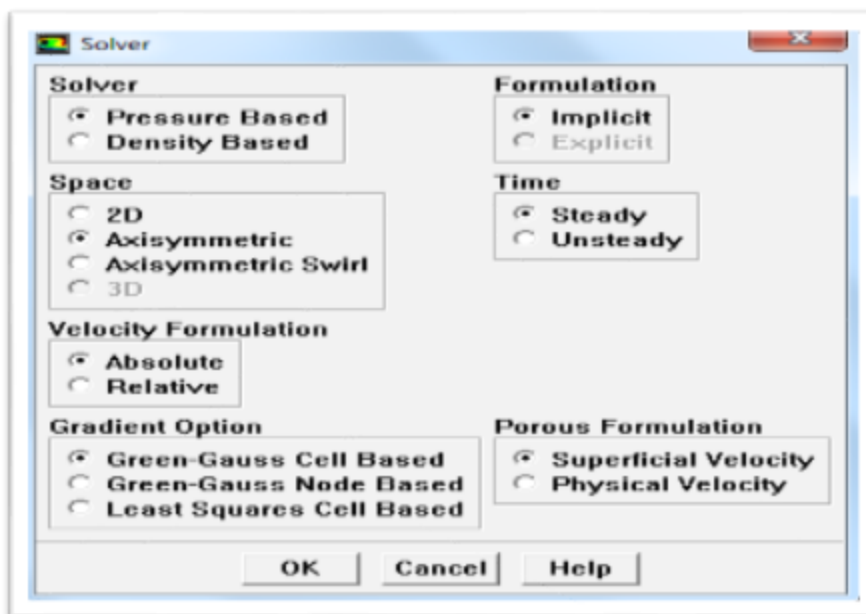 Solver
Solver
Pressure Based
Density Based
Formulation
Implicit
Explicit
Space
2D
Axisymmetric
Axisymmetric Swirl
3D
Time
Steady
Unsteady
Velocity Formulation
Absolute
Relative
Gradient Option
Green-Gauss Cell Based
Green-Gauss Node Based
Least Squares Cell Based
Porous Formulation
Superficial Velocity
Physical Velocity
OK
Cancel
Help